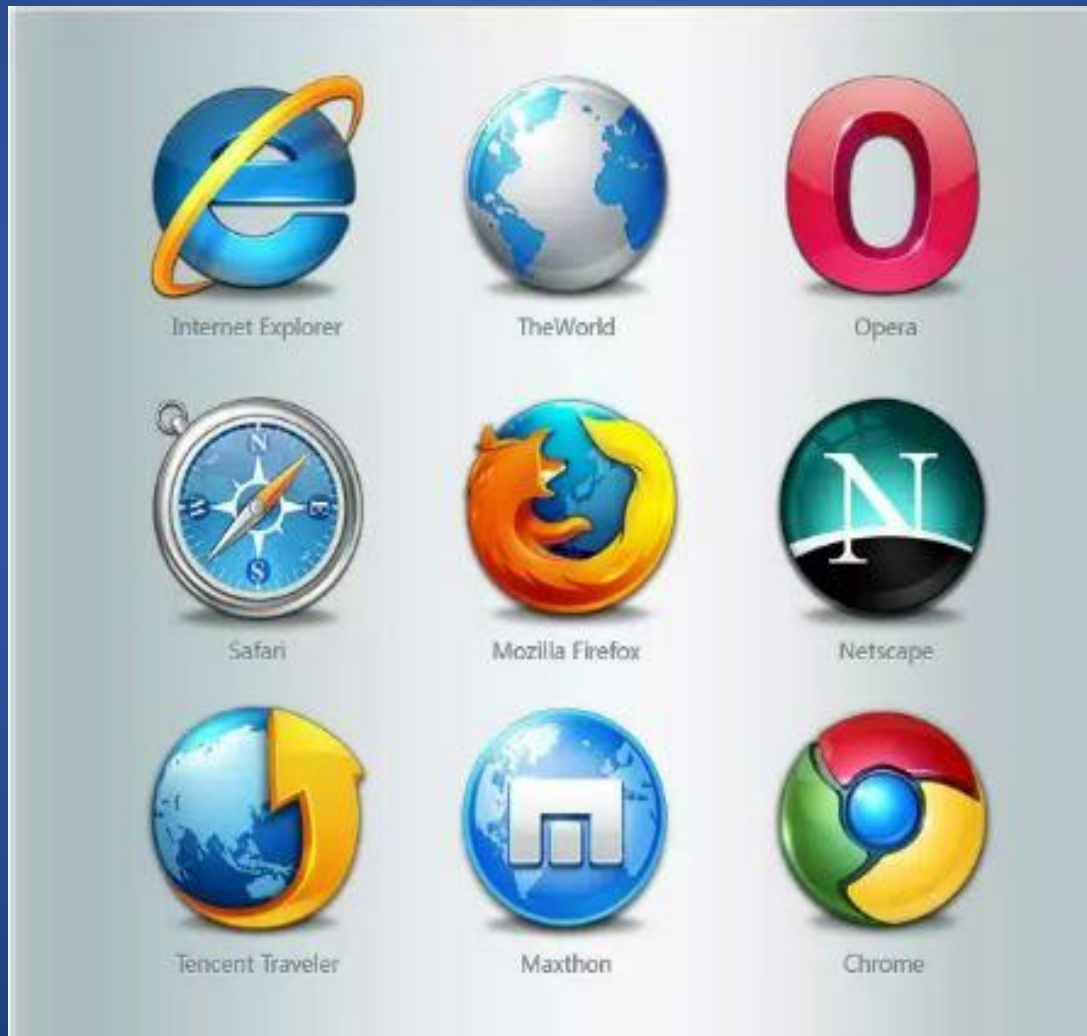 Internet Explorer
TheWorld
Opera
N
W
E
S
Safari
Mozilla Firefox
N
Netscape
Tencent Traveler
Maxthon
Chrome